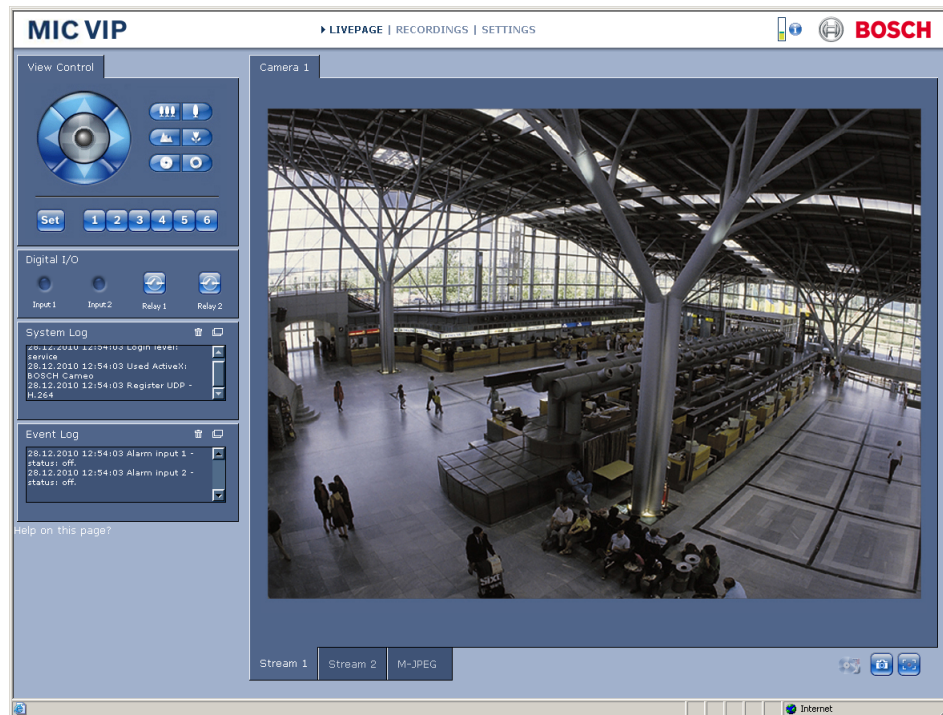 MIC VIP
LIVEPAGE | RECORDINGS | SETTINGS
BOSCH
View Control
Set 1 2 3 4 5 6
Digital I/O
Input 1 Input 2 Relay 1 Relay 2
System Log
28.12.2010 12:54:03 Login level:
service
28.12.2010 12:54:03 Used ActiveX:
BOSCH Cameo
28.12.2010 12:54:03 Register UDP -
H.264
Event Log
28.12.2010 12:54:03 Alarm input 1 -
status: off.
28.12.2010 12:54:03 Alarm input 2 -
status: off.
Help on this page?
Camera 1
Sixt
Stream 1 Stream 2 M-JPEG
Internet